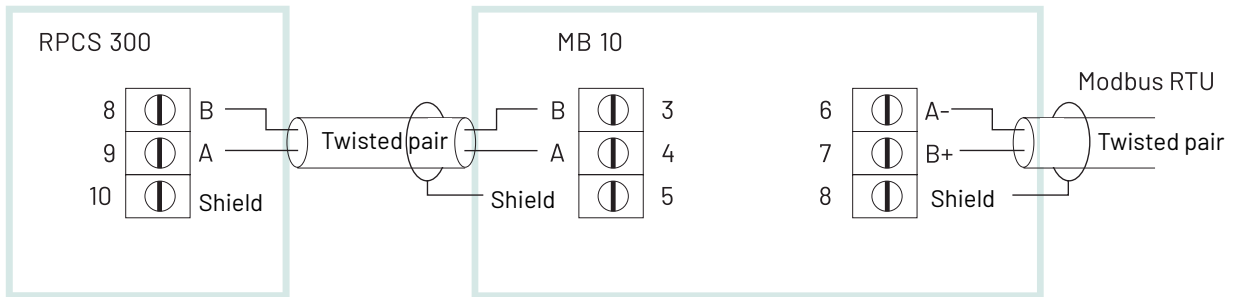 RPCS 300
MB 10
Modbus RTU
8 B
9 A
10 Shield
Twisted pair
B 3
A 4
Shield 5
6 A-
7 B+
8 Shield
Twisted pair